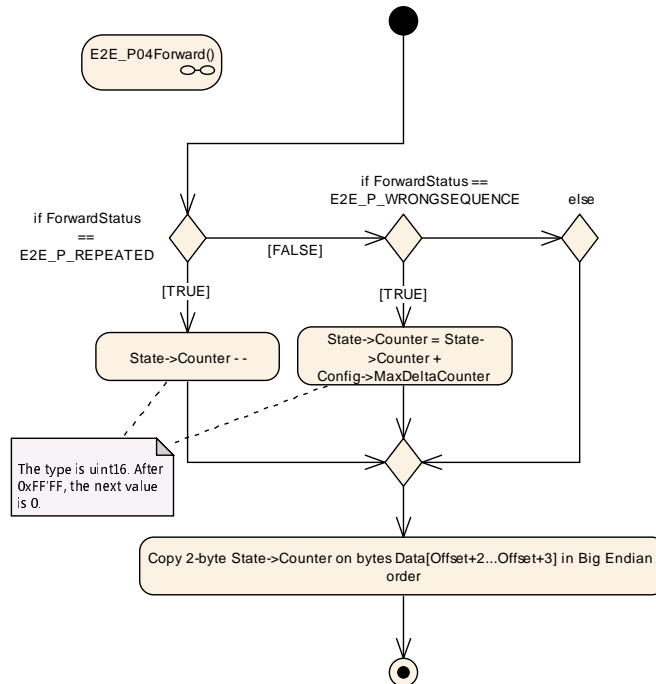 E2E_P04Forward()
if ForwardStatus ==
E2E_P_WRONGSEQUENCE
else
if ForwardStatus
==
E2E_P_REPEATED
[FALSE]
[TRUE]
[TRUE]
State->Counter - -
State->Counter = State-
>Counter +
Config->MaxDeltaCounter
The type is uint16. After
0xFF'FF, the next value
is 0.
Copy 2-byte State->Counter on bytes Data[Offset+2...Offset+3] in Big Endian
order